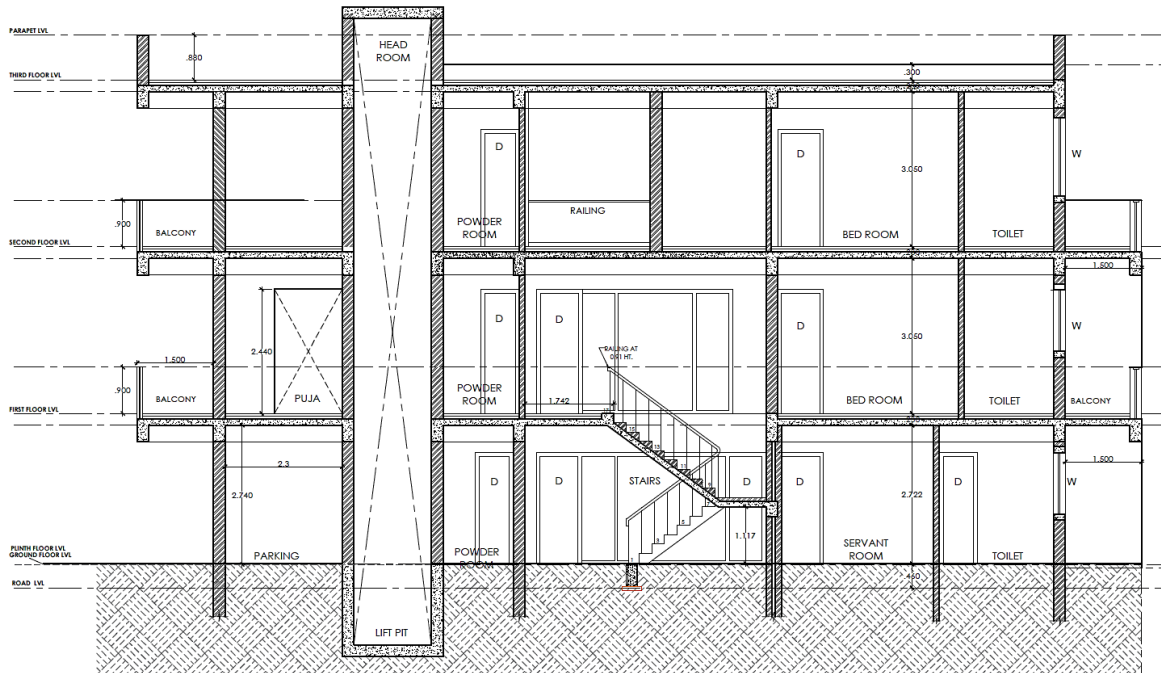 PARAPET LVL
HEAD
ROOM
.880
THIRD FLOOR LVL
.300
D
D
3.050
W
.900
RAILING
POWDER
ROOM
BALCONY
BED ROOM
TOILET
SECOND FLOOR LVL
1.500
D
D
D
W
2.440
3.050
RAILING AT
0.91 HT.
1.500
.900
PUJA
POWDER
ROOM
BALCONY
1.742
BED ROOM
TOILET
BALCONY
FIRST FLOOR LVL
2.3
1.500
D
D
STAIRS
D
D
D
W
2.740
2.722
1.117
PLINTH FLOOR LVL
GROUND FLOOR LVL
PARKING
POWDER
ROOM
SERVANT
ROOM
TOILET
ROAD LVL
.450
LIFT PIT